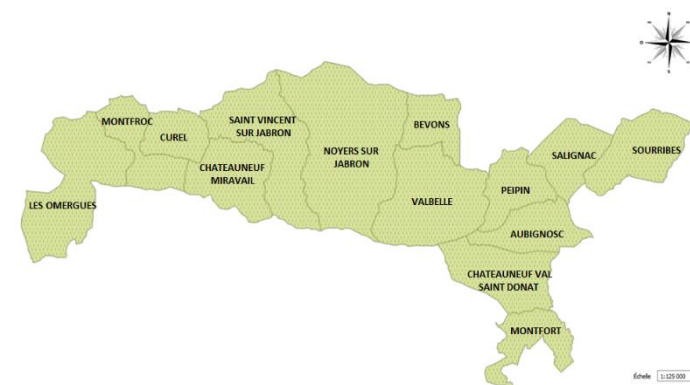 MONTFROC
CUREL
SAINT VINCENT
SUR JABRON
BEVONS
NOYERS SUR
JABRON
SALIGNAC
SOURRIBES
CHATEAUNEUF
MIRAVAIL
PEIPIN
LES OMERGUES
VALBELLE
AUBIGNOSC
CHATEAUNEUF VAL
SAINT DONAT
MONTFORT
Échelle 1:125 000